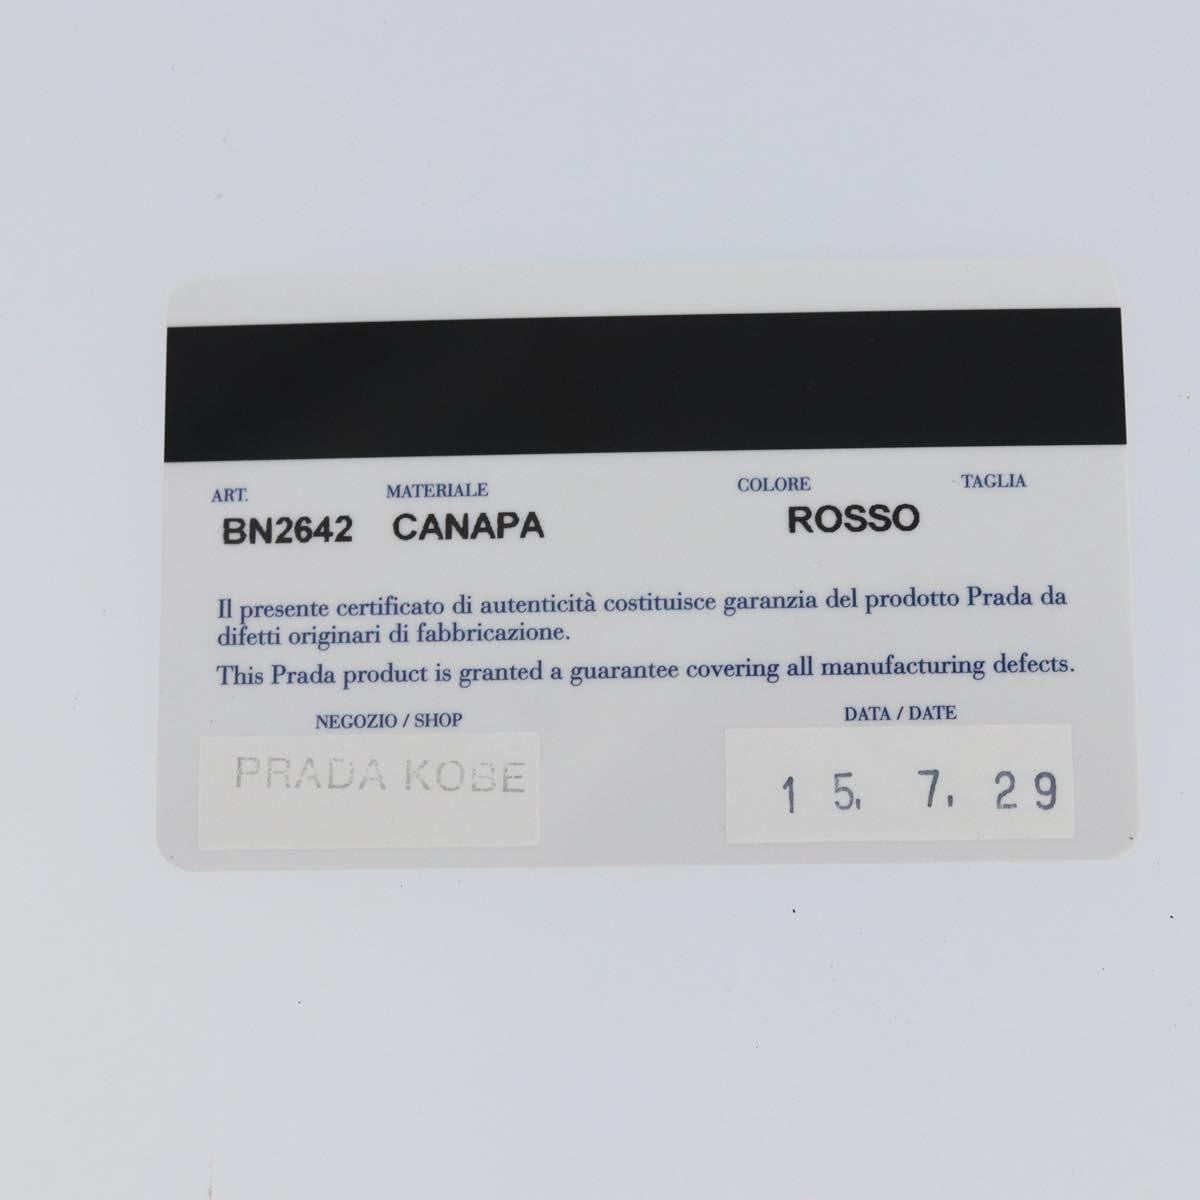 ART. MATERIALE COLORE TAGLIA
BN2642 CANAPA ROSSO
Il presente certificato di autenticità costituisce garanzia del prodotto Prada da
difetti originari di fabbricazione.
This Prada product is granted a guarantee covering all manufacturing defects.
NEGOZIO / SHOP DATA / DATE
PRADA KOBE 15. 7. 29